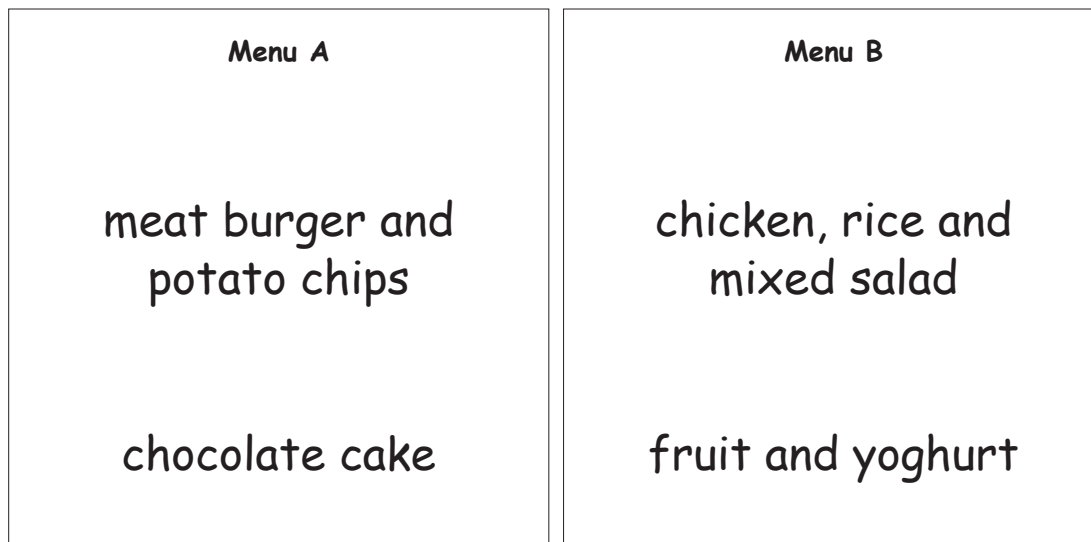 Menu A
meat burger and
potato chips
chocolate cake
Menu B
chicken, rice and
mixed salad
fruit and yoghurt